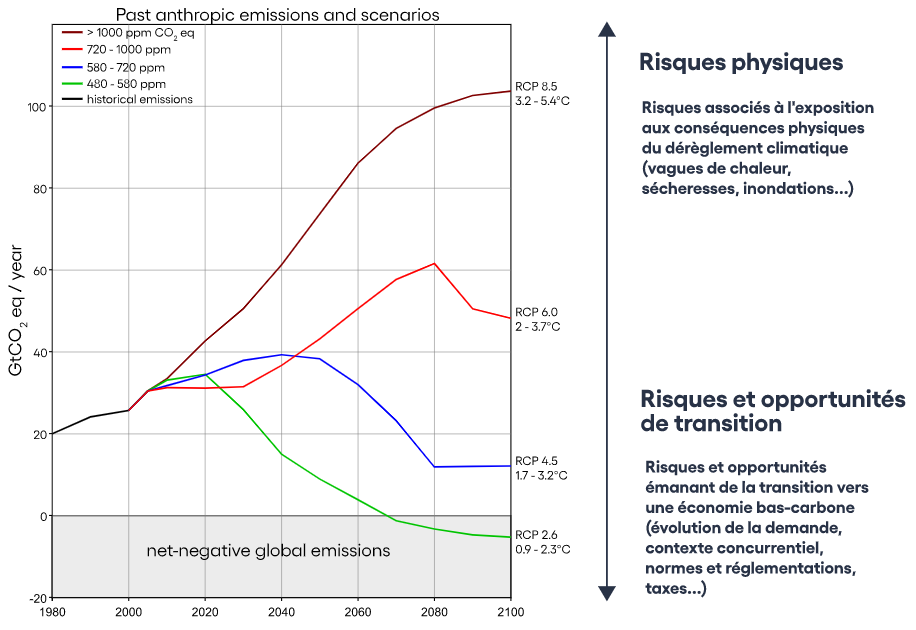 Past anthropic emissions and scenarios
> 1000 ppm CO2 eq
720 - 1000 ppm
580 - 720 ppm
480 - 580 ppm
historical emissions
GtCO2 eq / year
100
80
60
40
20
0
-20
1980
2000
2020
2040
2060
2080
2100
RCP 8.5
3.2 - 5.4°C
RCP 6.0
2 - 3.7°C
RCP 4.5
1.7 - 3.2°C
RCP 2.6
0.9 - 2.3°C
net-negative global emissions
Risques physiques
Risques associés à l'exposition
aux conséquences physiques
du dérèglement climatique
(vagues de chaleur,
sécheresses, inondations...)
Risques et opportunités
de transition
Risques et opportunités
émanant de la transition vers
une économie bas-carbone
(évolution de la demande,
contexte concurrentiel,
normes et réglementations,
taxes...)